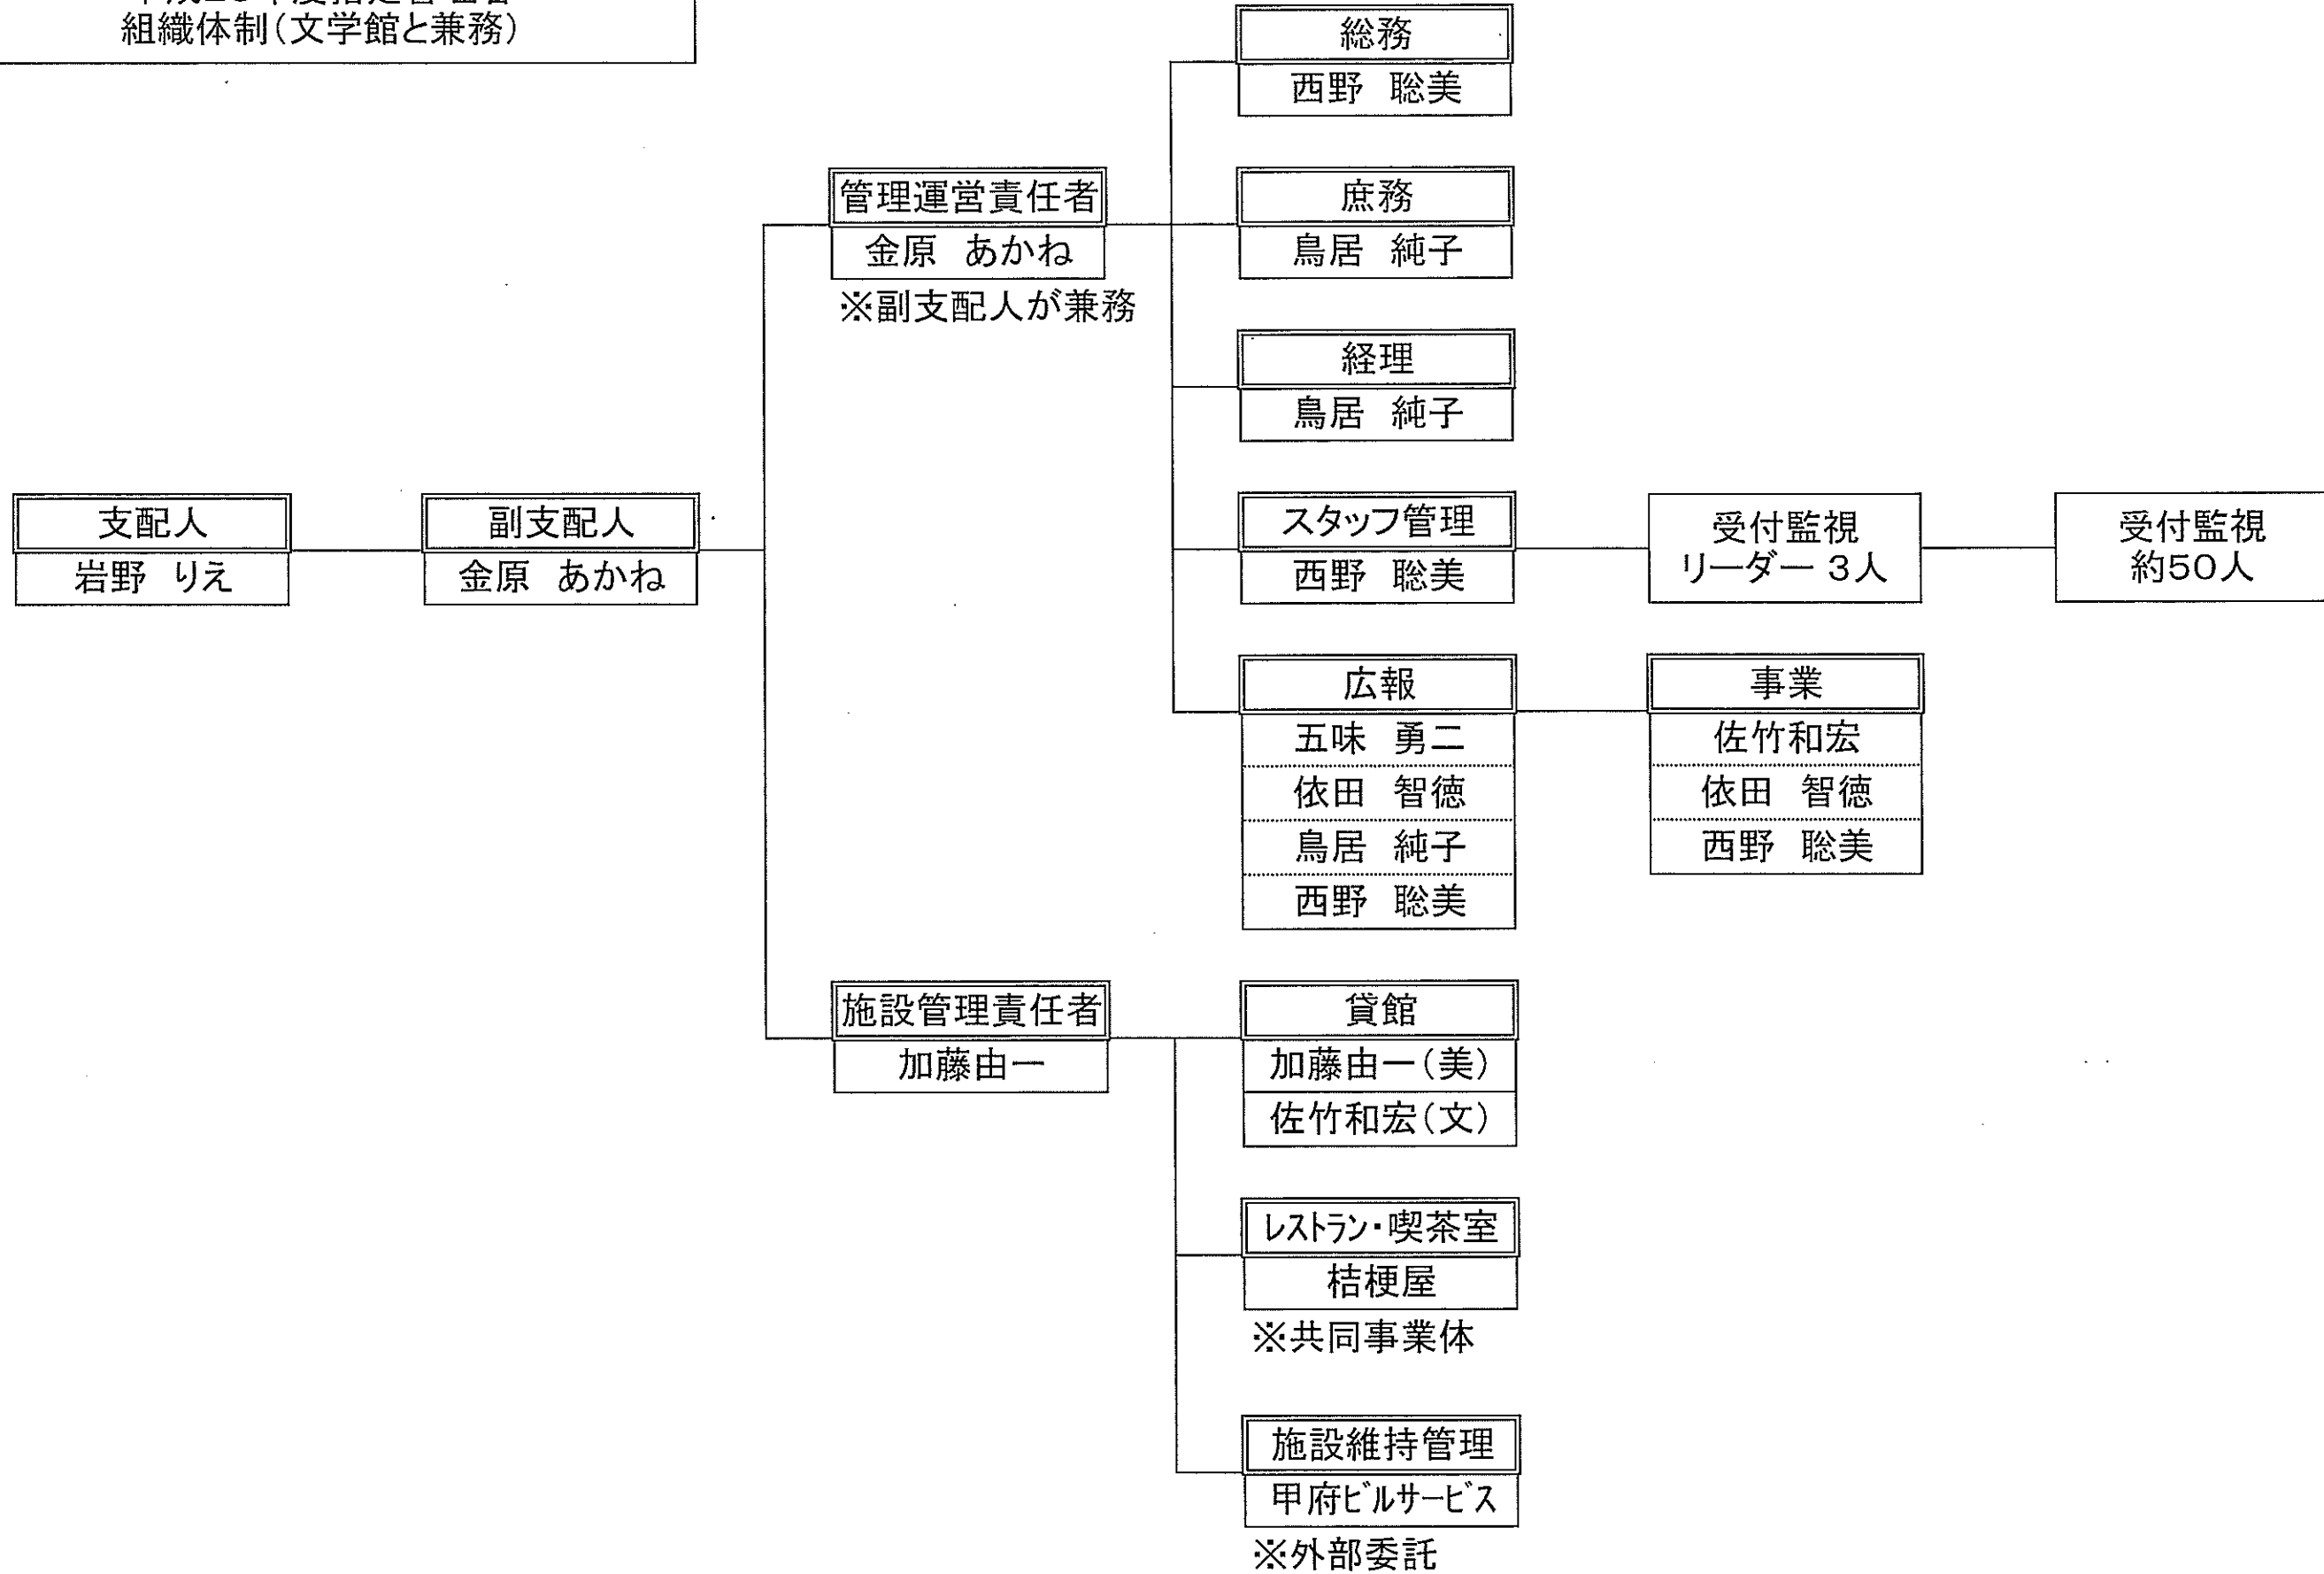 組織体制(文学館と兼務)
総務
西野 聡美
管理運営責任者
金原 あかね
※副支配人が兼務
庶務
鳥居 純子
経理
鳥居 純子
支配人
岩野 りえ
副支配人
金原 あかね
スタッフ管理
西野 聡美
受付監視
リーダー 3人
受付監視
約50人
広報
五味 勇二
依田 智徳
鳥居 純子
西野 聡美
事業
佐竹和宏
依田 智徳
西野 聡美
施設管理責任者
加藤由一
貸館
加藤由一(美)
佐竹和宏(文)
レストラン・喫茶室
桔梗屋
※共同事業体
施設維持管理
甲府ビルサービス
※外部委託